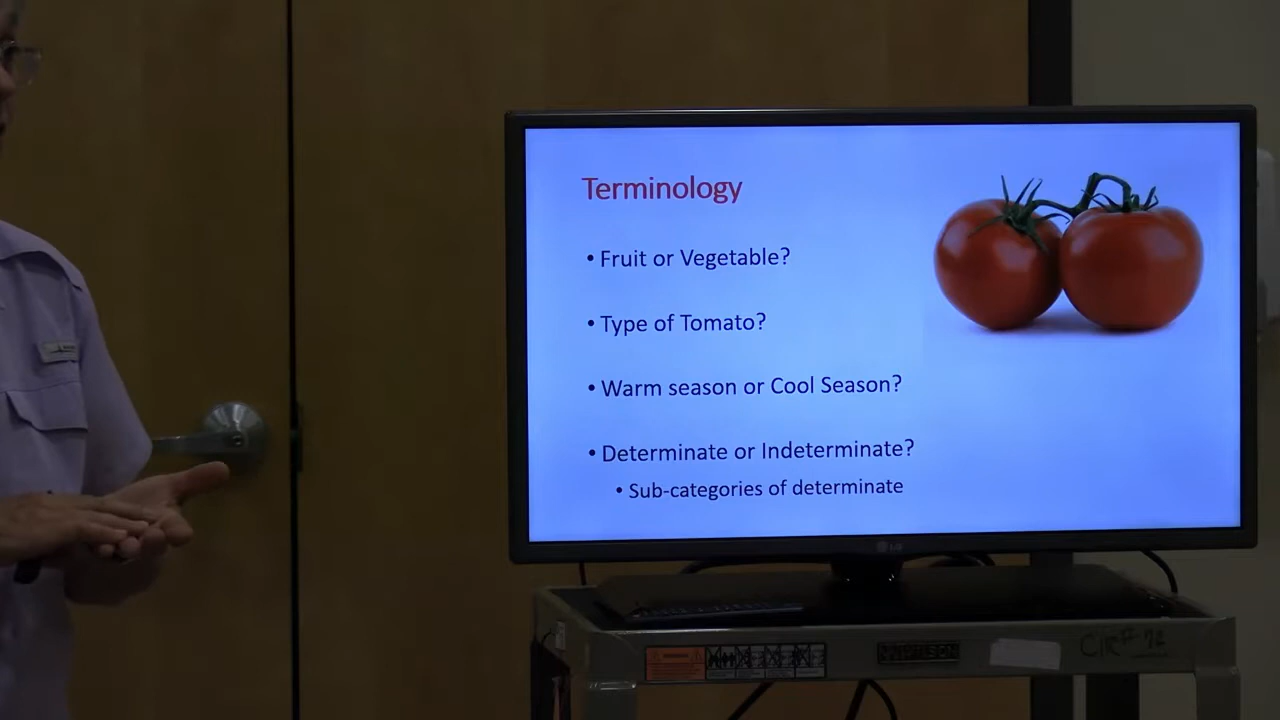 Terminology
• Fruit or Vegetable?
• Type of Tomato?
• Warm season or Cool Season?
• Determinate or Indeterminate?
• Sub-categories of determinate
LG